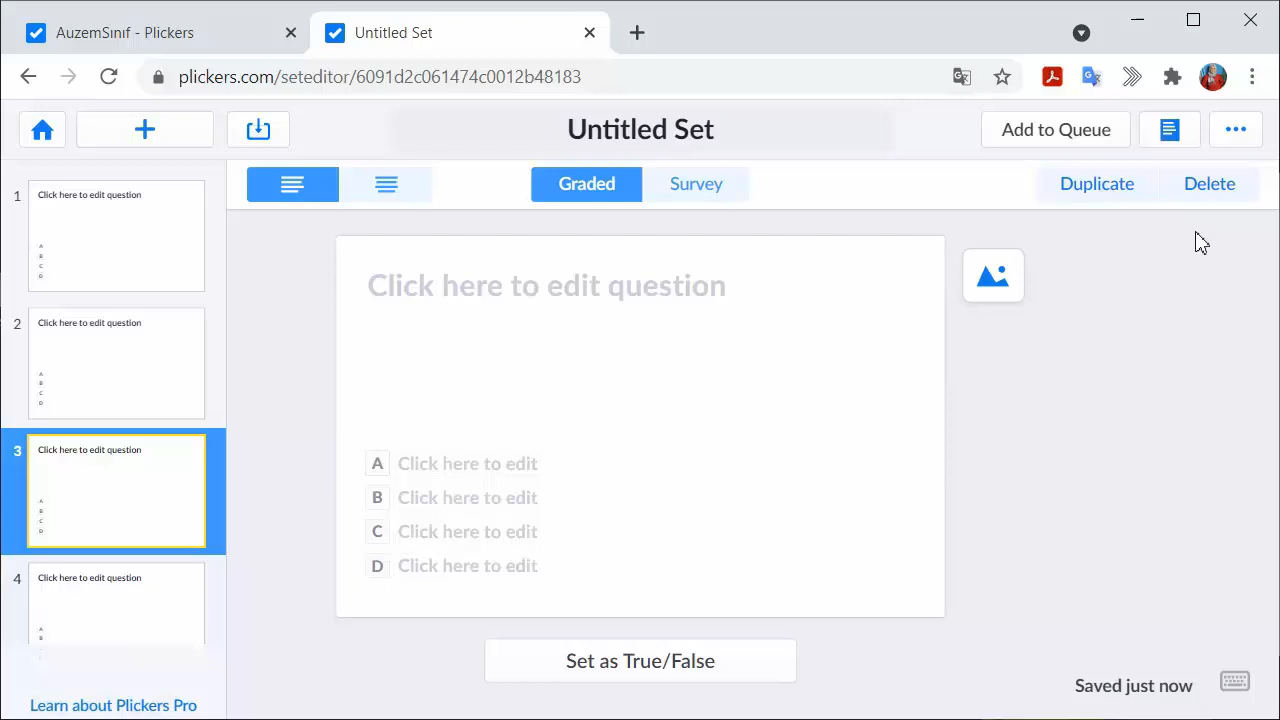 AuzemSinif - Plickers
Untitled Set
plickers.com/seteditor/6091d2c061474c0012b48183
Untitled Set
Add to Queue
Graded
Survey
Duplicate
Delete
1
Click here to edit question
A
B
C
D
2
Click here to edit question
A
B
C
D
3
Click here to edit question
A
B
C
D
4
Click here to edit question
A
B
Learn about Plickers Pro
Click here to edit question
A Click here to edit
B Click here to edit
C Click here to edit
D Click here to edit
Set as True/False
Saved just now